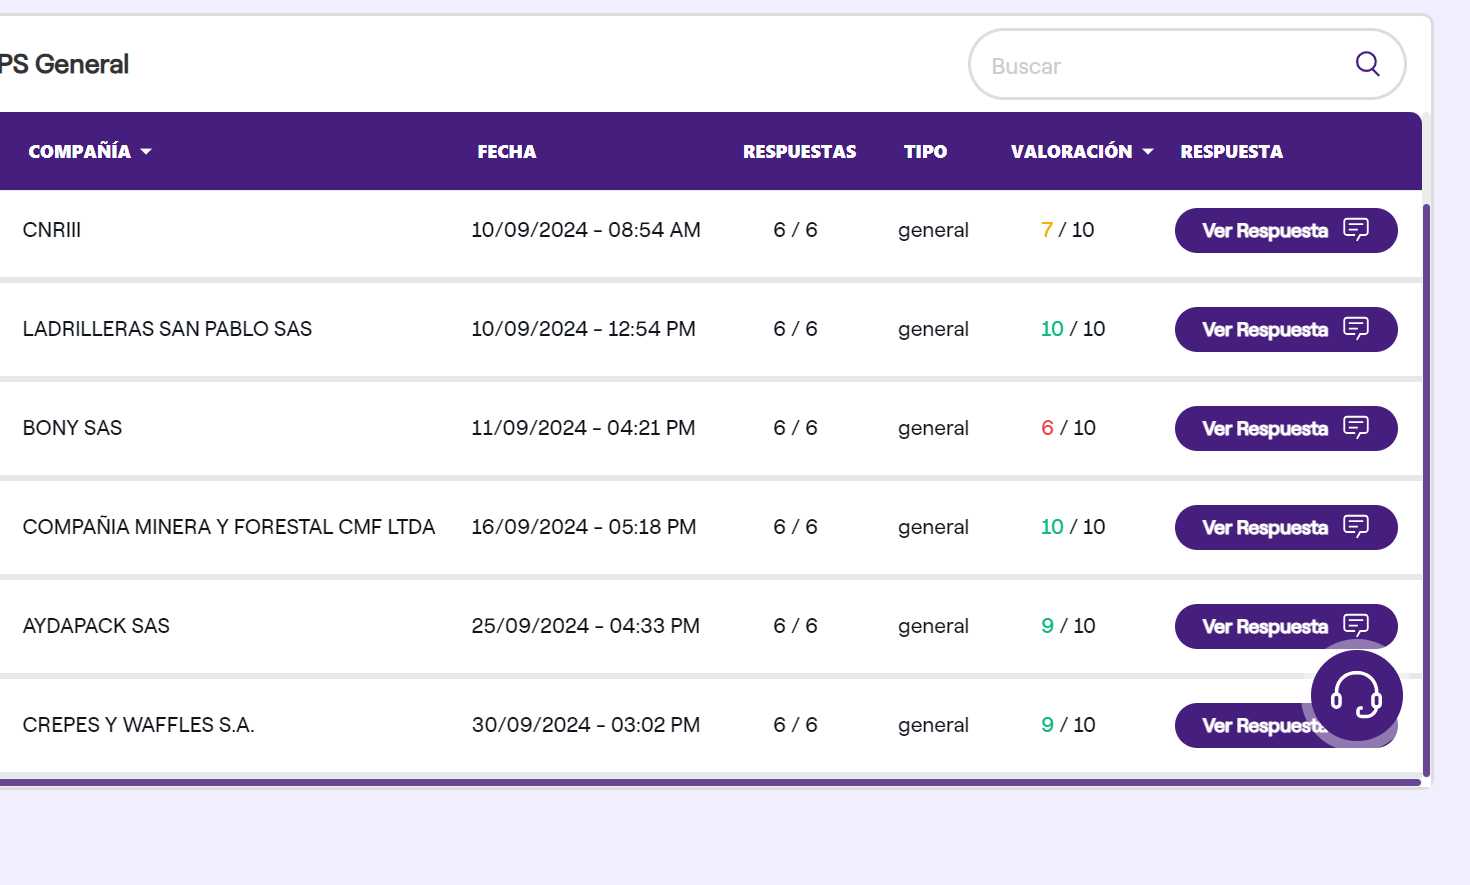 PS General
Buscar
COMPAÑÍA FECHA RESPUESTAS TIPO VALORACIÓN RESPUESTA
CNRIII 10/09/2024 - 08:54 AM 6 / 6 general 7 / 10 Ver Respuesta
LADRILLERAS SAN PABLO SAS 10/09/2024 - 12:54 PM 6 / 6 general 10 / 10 Ver Respuesta
BONY SAS 11/09/2024 - 04:21 PM 6 / 6 general 6 / 10 Ver Respuesta
COMPAÑIA MINERA Y FORESTAL CMF LTDA 16/09/2024 - 05:18 PM 6 / 6 general 10 / 10 Ver Respuesta
AYDAPACK SAS 25/09/2024 - 04:33 PM 6 / 6 general 9 / 10 Ver Respuesta
CREPES Y WAFFLES S.A. 30/09/2024 - 03:02 PM 6 / 6 general 9 / 10 Ver Respuesta